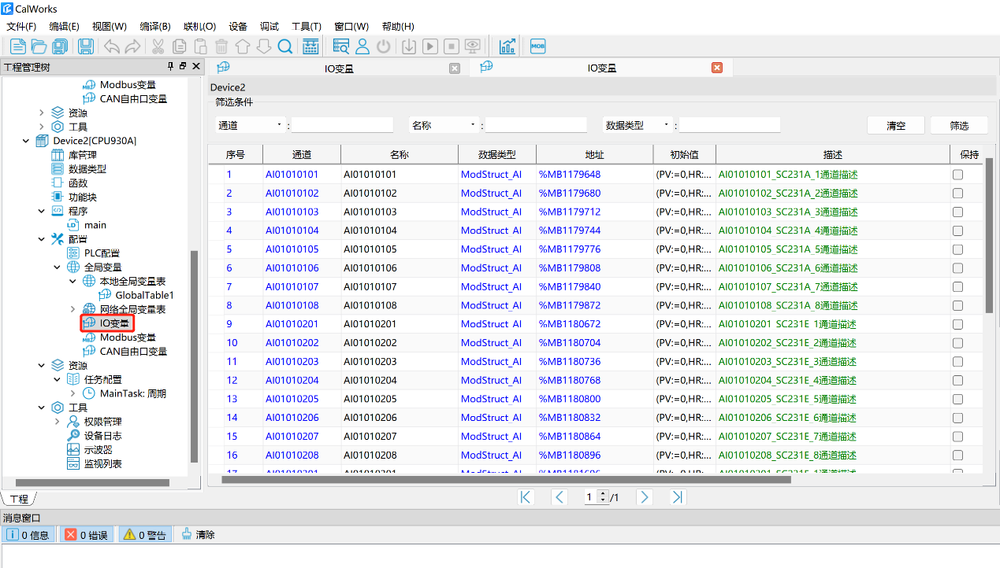 CalWorks
文件(F) 编辑(E) 视图(W) 编译(B) 联机(O) 设备 调试 工具(T) 窗口(W) 帮助(H)
MOB
工程管理树
Modbus变量
CAN自由口变量
资源
工具
Device2[CPU930A]
库管理
数据类型
函数
功能块
程序
main
配置
PLC配置
全局变量
本地全局变量表
GlobalTable1
网络全局变量表
IO变量
Modbus变量
CAN自由口变量
资源
任务配置
MainTask: 周期
工具
权限管理
设备日志
示波器
监视列表
工程
IO变量 IO变量
Device2
筛选条件
通道 : 名称 : 数据类型 : 清空 筛选
序号 通道 名称 数据类型 地址 初始值 描述 保持
1 AI01010101 AI01010101 ModStruct_AI %MB1179648 (PV:=0,HR:... AI01010101_SC231A_1通道描述
2 AI01010102 AI01010102 ModStruct_AI %MB1179680 (PV:=0,HR:... AI01010102_SC231A_2通道描述
3 AI01010103 AI01010103 ModStruct_AI %MB1179712 (PV:=0,HR:... AI01010103_SC231A_3通道描述
4 AI01010104 AI01010104 ModStruct_AI %MB1179744 (PV:=0,HR:... AI01010104_SC231A_4通道描述
5 AI01010105 AI01010105 ModStruct_AI %MB1179776 (PV:=0,HR:... AI01010105_SC231A_5通道描述
6 AI01010106 AI01010106 ModStruct_AI %MB1179808 (PV:=0,HR:... AI01010106_SC231A_6通道描述
7 AI01010107 AI01010107 ModStruct_AI %MB1179840 (PV:=0,HR:... AI01010107_SC231A_7通道描述
8 AI01010108 AI01010108 ModStruct_AI %MB1179872 (PV:=0,HR:... AI01010108_SC231A_8通道描述
9 AI01010201 AI01010201 ModStruct_AI %MB1180672 (PV:=0,HR:... AI01010201_SC231E_1通道描述
10 AI01010202 AI01010202 ModStruct_AI %MB1180704 (PV:=0,HR:... AI01010202_SC231E_2通道描述
11 AI01010203 AI01010203 ModStruct_AI %MB1180736 (PV:=0,HR:... AI01010203_SC231E_3通道描述
12 AI01010204 AI01010204 ModStruct_AI %MB1180768 (PV:=0,HR:... AI01010204_SC231E_4通道描述
13 AI01010205 AI01010205 ModStruct_AI %MB1180800 (PV:=0,HR:... AI01010205_SC231E_5通道描述
14 AI01010206 AI01010206 ModStruct_AI %MB1180832 (PV:=0,HR:... AI01010206_SC231E_6通道描述
15 AI01010207 AI01010207 ModStruct_AI %MB1180864 (PV:=0,HR:... AI01010207_SC231E_7通道描述
16 AI01010208 AI01010208 ModStruct_AI %MB1180896 (PV:=0,HR:... AI01010208_SC231E_8通道描述
1 /1
消息窗口
0 信息 0 错误 0 警告 清除